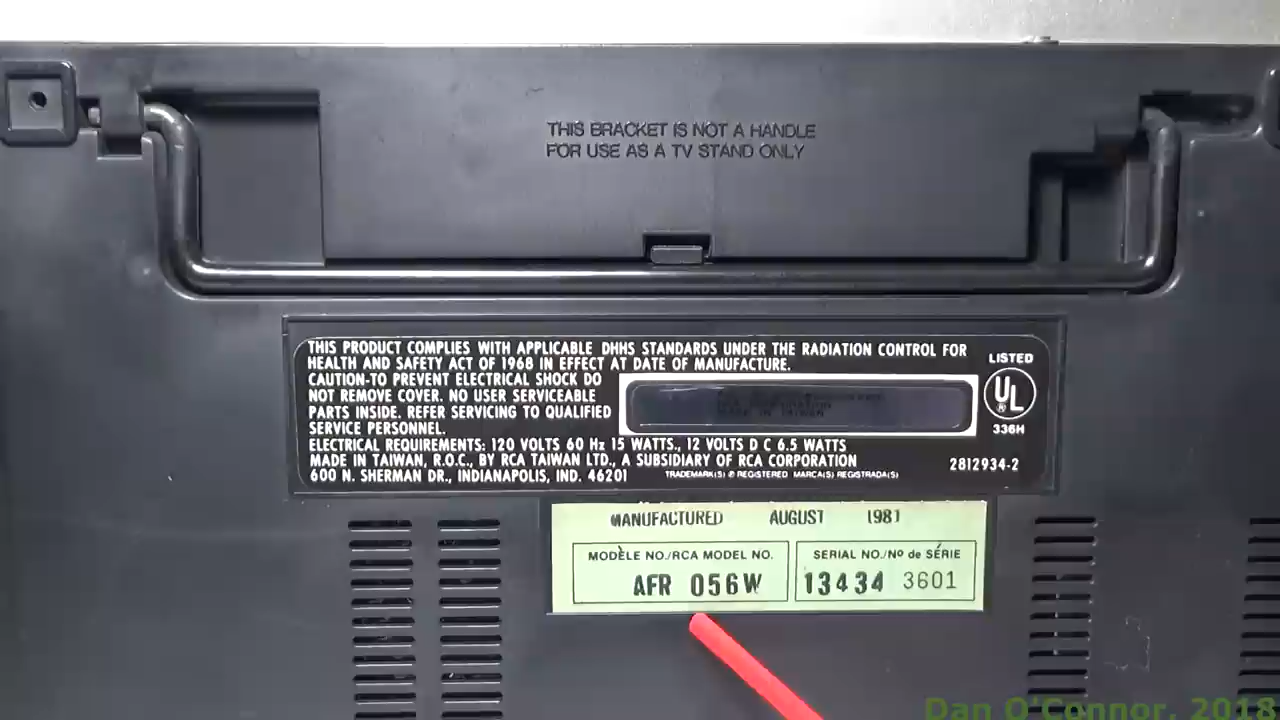 THIS BRACKET IS NOT A HANDLE
FOR USE AS A TV STAND ONLY
THIS PRODUCT COMPLIES WITH APPLICABLE DHHS STANDARDS UNDER THE RADIATION CONTROL FOR
HEALTH AND SAFETY ACT OF 1968 IN EFFECT AT DATE OF MANUFACTURE.
CAUTION-TO PREVENT ELECTRICAL SHOCK DO
NOT REMOVE COVER. NO USER SERVICEABLE
PARTS INSIDE. REFER SERVICING TO QUALIFIED
SERVICE PERSONNEL.
MADE IN TAIWAN
ELECTRICAL REQUIREMENTS: 120 VOLTS 60 Hz 15 WATTS., 12 VOLTS D C 6.5 WATTS
MADE IN TAIWAN, R.O.C., BY RCA TAIWAN LTD., A SUBSIDIARY OF RCA CORPORATION
600 N. SHERMAN DR., INDIANAPOLIS, IND. 46201
TRADEMARK(S) ® REGISTERED MARCA(S) REGISTRADA(S)
LISTED
UL
®
336H
2812934-2
MANUFACTURED AUGUST 1981
MODÈLE NO./RCA MODEL NO.
AFR 056W
SERIAL NO./Nº de SÉRIE
13434 3601
Dan O'Connor, 2018